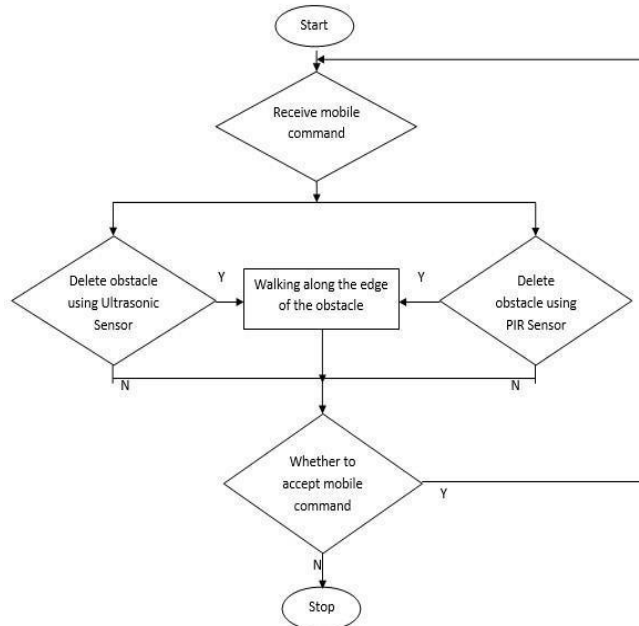 Start
Receive mobile
command
Delete obstacle
using Ultrasonic
Sensor
Y
Walking along the edge
of the obstacle
Y
Delete
obstacle using
PIR Sensor
N
N
Whether to
accept mobile
command
Y
N
Stop